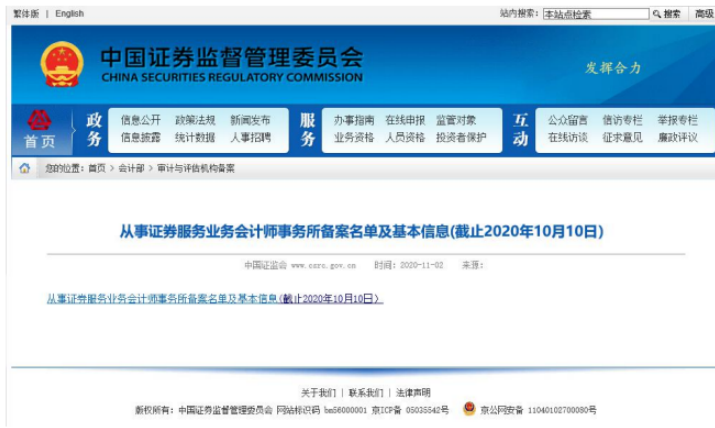 繁体版 | English 站内搜索: 本站点检索 搜索 高级
中国证券监督管理委员会
CHINA SECURITIES REGULATORY COMMISSION
发挥合力
首页
政务
信息公开 政策法规 新闻发布
信息披露 统计数据 人事招聘
服务
办事指南 在线申报 监管对象
业务资格 人员资格 投资者保护
互动
公众留言 信访专栏 举报专栏
在线访谈 征求意见 廉政评议
您的位置: 首页 > 会计部 > 审计与评估机构备案
从事证券服务业务会计师事务所备案名单及基本信息(截止2020年10月10日)
中国证监会 www.csrc.gov.cn 时间: 2020-11-02 来源:
从事证券服务业务会计师事务所备案名单及基本信息(截止2020年10月10日)
关于我们 | 联系我们 | 法律声明
版权所有: 中国证券监督管理委员会 网站标识码 bm56000001 京ICP备 05035542号 京公网安备 11040102700080号